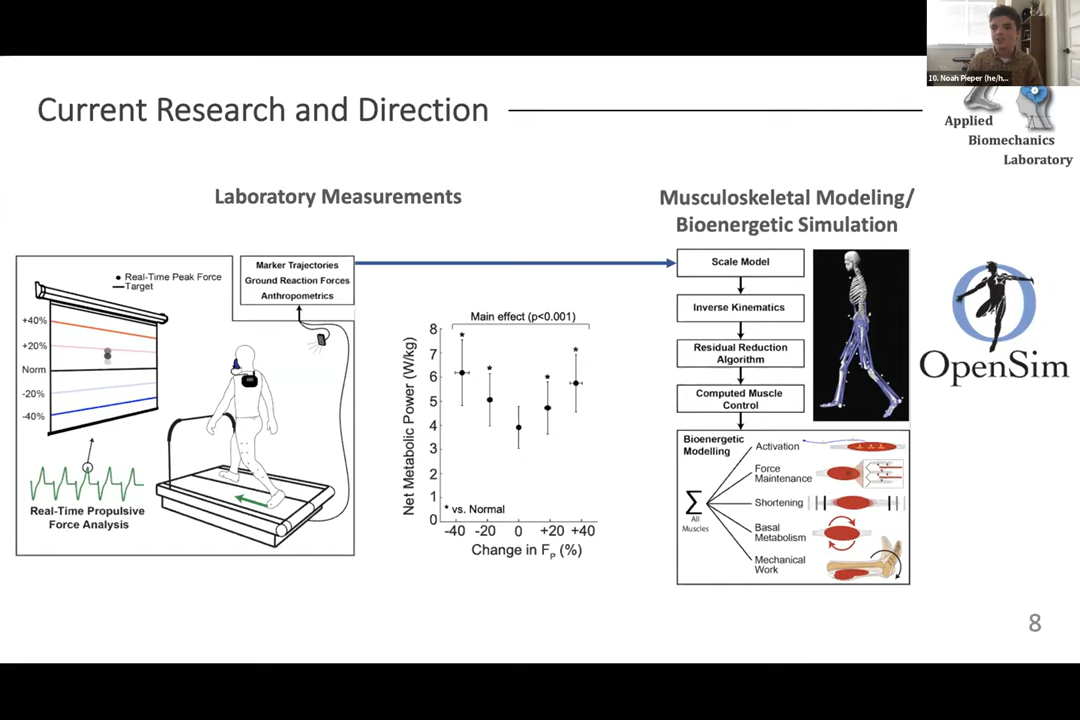 10. Noah Pieper (he/h...
Current Research and Direction
Applied
Biomechanics
Laboratory
Laboratory Measurements
Musculoskeletal Modeling/
Bioenergetic Simulation
Real-Time Peak Force
Target
+40%
+20%
Norm
-20%
-40%
Real-Time Propulsive
Force Analysis
Marker Trajectories
Ground Reaction Forces
Anthropometrics
Main effect (p<0.001)
Net Metabolic Power (W/kg)
8
7
6
5
4
3
2
1
0
* * * *
* vs. Normal
-40 -20 0 +20 +40
Change in Fₚ (%)
Scale Model
Inverse Kinematics
Residual Reduction
Algorithm
Computed Muscle
Control
Bioenergetic
Modelling
Σ
All
Muscles
Activation
Force
Maintenance
Shortening
Basal
Metabolism
Mechanical
Work
OpenSim
8